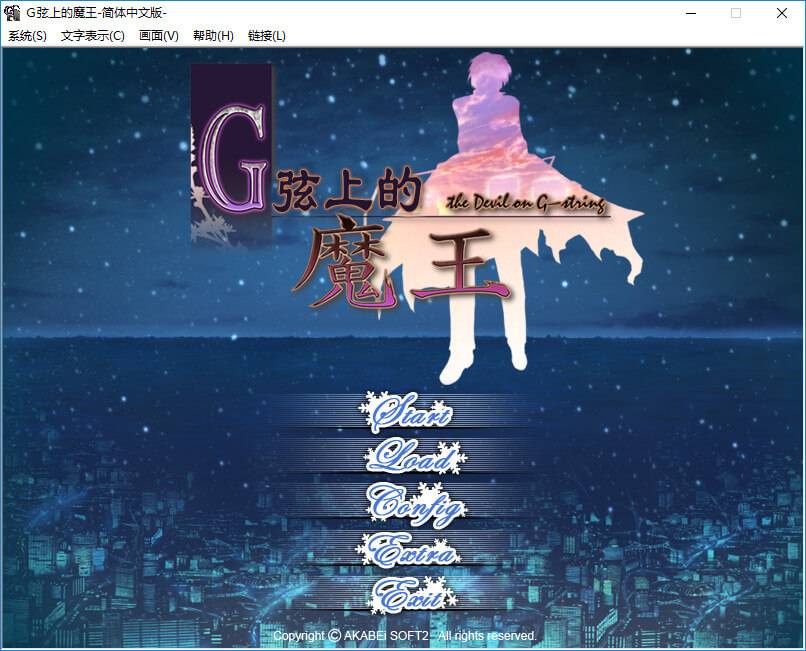 G弦上的魔王-简体中文版-
系统(S) 文字表示(C) 画面(V) 帮助(H) 链接(L)
G弦上的
the Devil on G-string
魔王
Start
Load
Config
Extra
Exit
Copyright © AKABEi SOFT2 All rights reserved.